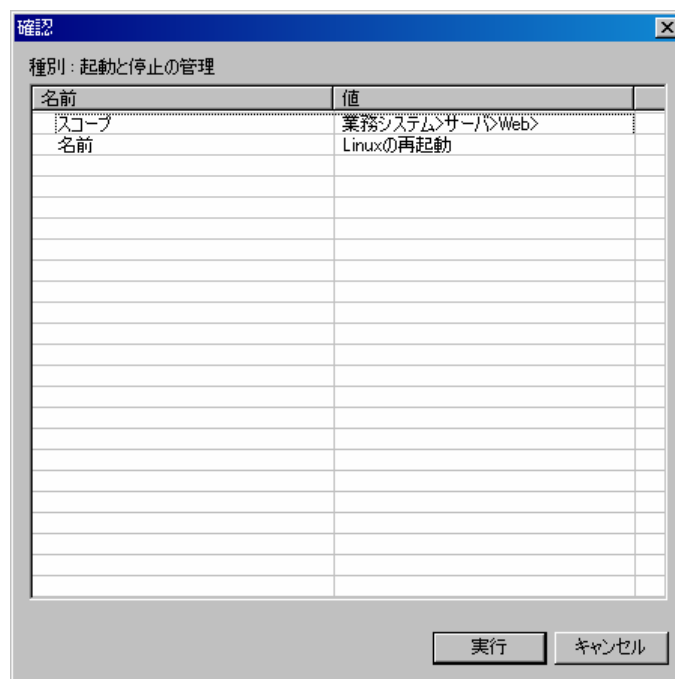 確認
種別：起動と停止の管理
名前 値
スコープ 業務システム>サーバ>Web>
名前 Linuxの再起動
実行 キャンセル